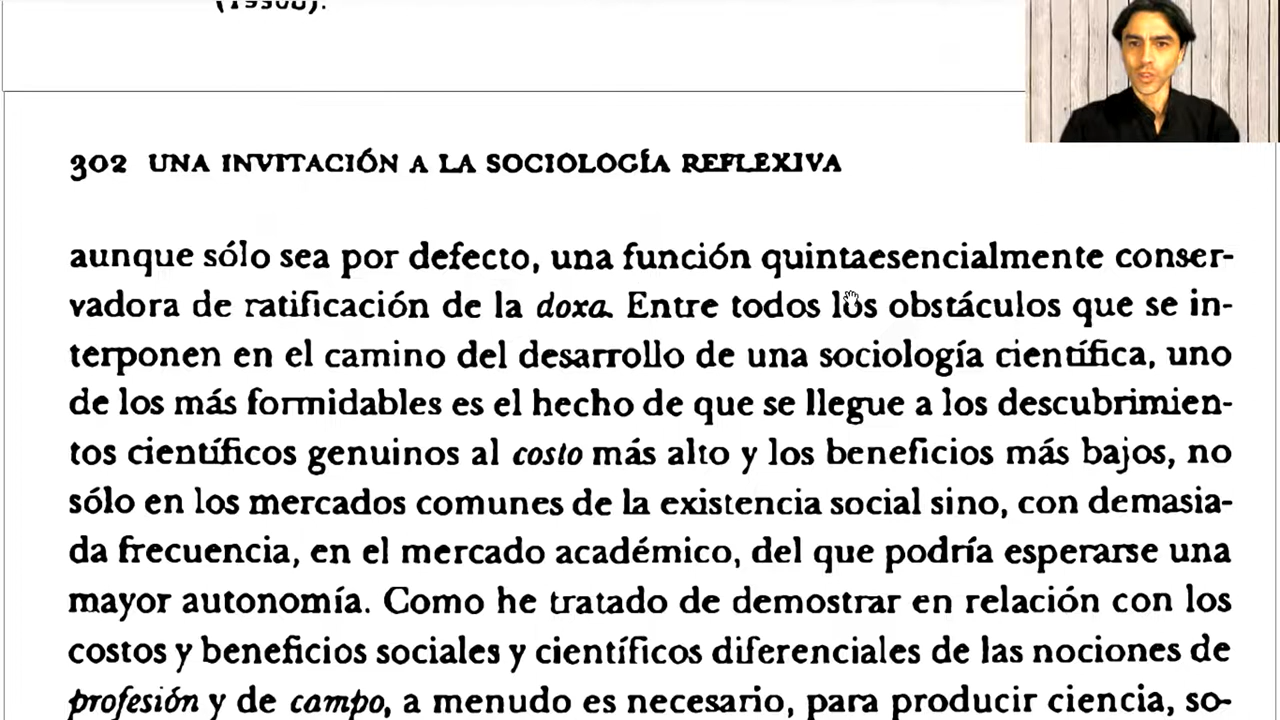 (1990d).
302 UNA INVITACIÓN A LA SOCIOLOGÍA REFLEXIVA
aunque sólo sea por defecto, una función quintaesencialmente conser-
vadora de ratificación de la doxa. Entre todos los obstáculos que se in-
terponen en el camino del desarrollo de una sociología científica, uno
de los más formidables es el hecho de que se llegue a los descubrimien-
tos científicos genuinos al costo más alto y los beneficios más bajos, no
sólo en los mercados comunes de la existencia social sino, con demasia-
da frecuencia, en el mercado académico, del que podría esperarse una
mayor autonomía. Como he tratado de demostrar en relación con los
costos y beneficios sociales y científicos diferenciales de las nociones de
profesión y de campo, a menudo es necesario, para producir ciencia, so-